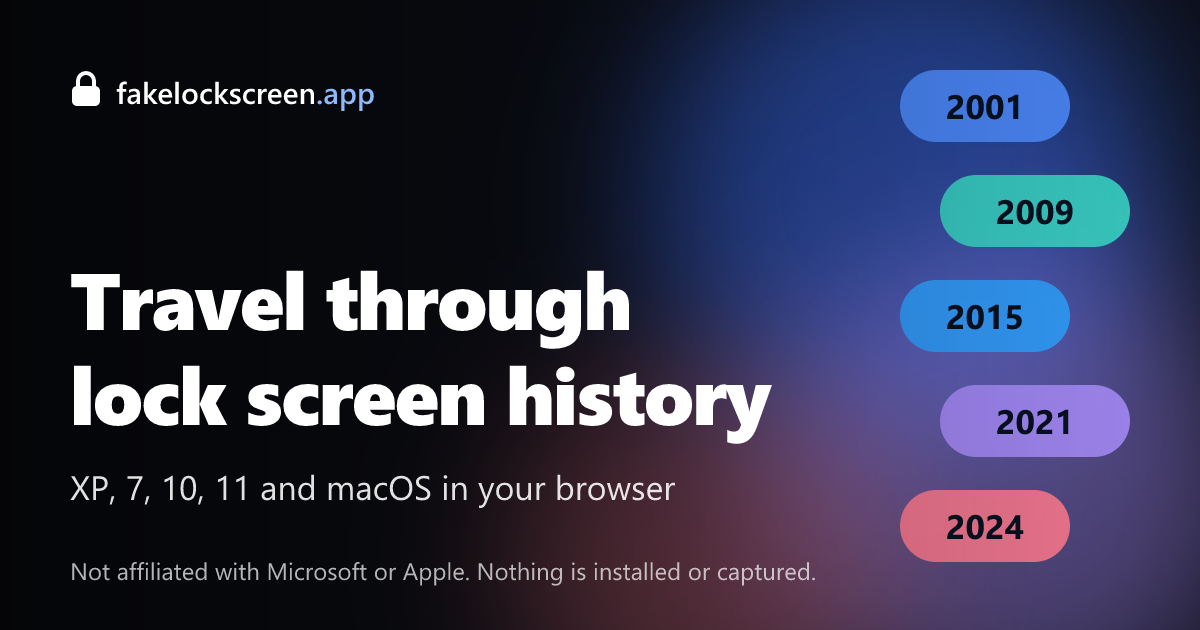 fakelockscreen.app
Travel through
lock screen history
XP, 7, 10, 11 and macOS in your browser
Not affiliated with Microsoft or Apple. Nothing is installed or captured.
2001
2009
2015
2021
2024